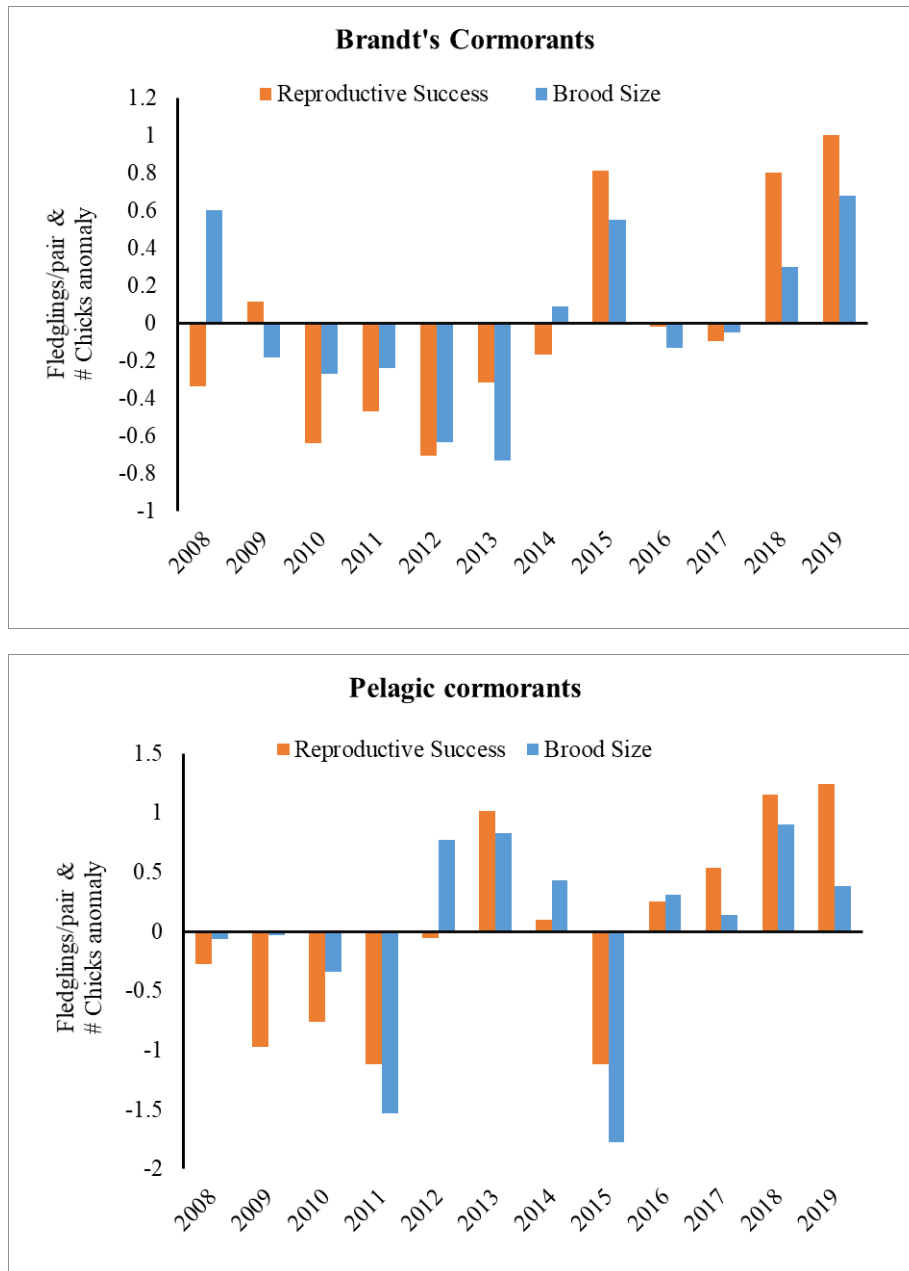 Brandt's Cormorants
Reproductive Success Brood Size
1.2
1
0.8
0.6
0.4
0.2
0
-0.2
-0.4
-0.6
-0.8
-1
Fledglings/pair &
# Chicks anomaly
2008 2009 2010 2011 2012 2013 2014 2015 2016 2017 2018 2019
Pelagic cormorants
Reproductive Success Brood Size
1.5
1
0.5
0
-0.5
-1
-1.5
-2
Fledglings/pair &
# Chicks anomaly
2008 2009 2010 2011 2012 2013 2014 2015 2016 2017 2018 2019